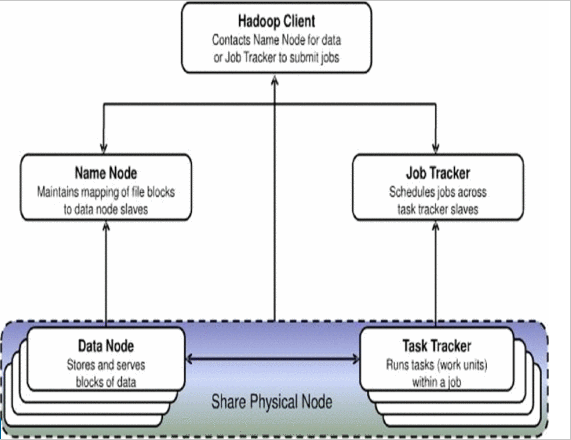 Hadoop Client
Contacts Name Node for data
or Job Tracker to submit jobs
Name Node
Maintains mapping of file blocks
to data node slaves
Job Tracker
Schedules jobs across
task tracker slaves
Data Node
Stores and serves
blocks of data
Task Tracker
Runs tasks (work units)
within a job
Share Physical Node